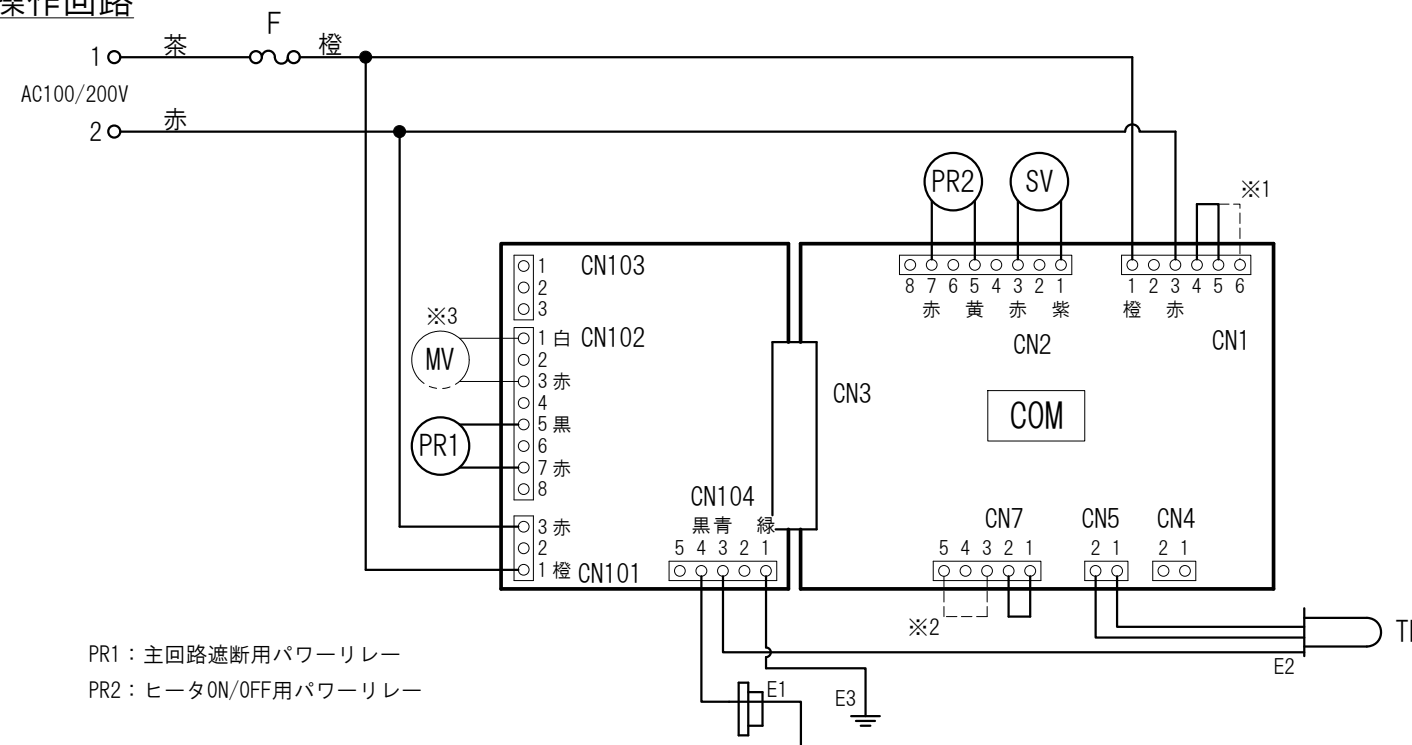 操作回路
F
1 茶 橙
AC100/200V
2 赤
PR2 SV ※1
8 7 6 5 4 3 2 1
赤 黄 赤 紫
CN2
1 2 3 4 5 6
橙 赤
CN1
1 CN103
2
3
※3
MV
1 白 CN102
2
3 赤
4
PR1
5 黒
6
7 赤
8
CN3
COM
3 赤
2
1 橙 CN101
CN104
黒 青 緑
5 4 3 2 1
CN7
5 4 3 2 1
※2
CN5
2 1
CN4
2 1
E2
E1
E3
PR1：主回路遮断用パワーリレー
PR2：ヒータON/OFF用パワーリレー